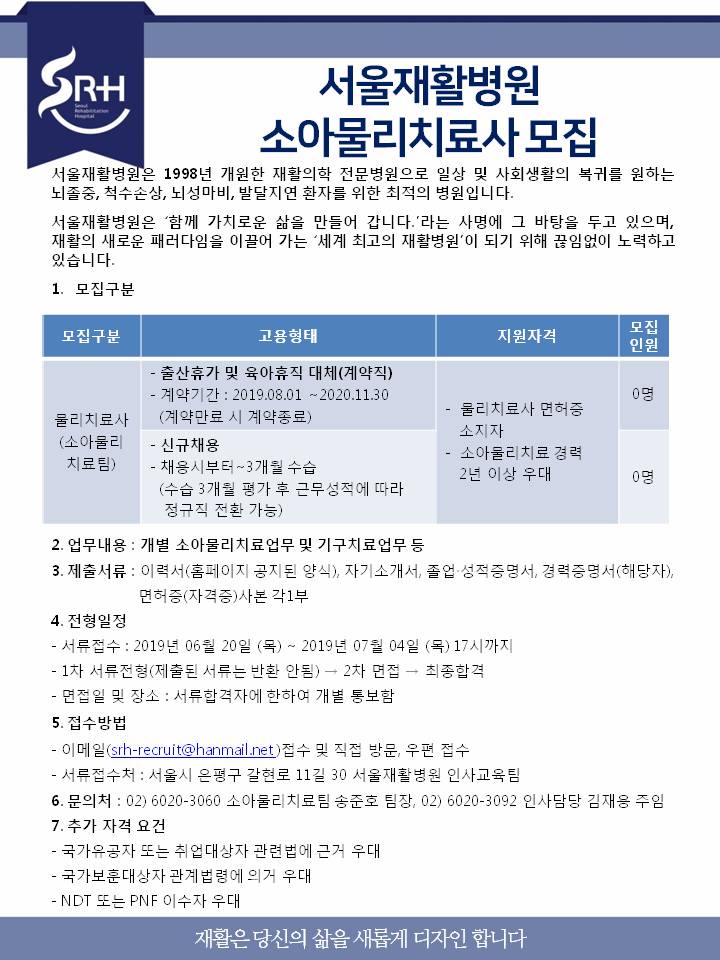 SRH
Seoul
Rehabilitation
Hospital
서울재활병원
소아물리치료사 모집
서울재활병원은 1998년 개원한 재활의학 전문병원으로 일상 및 사회생활의 복귀를 원하는
뇌졸중, 척수손상, 뇌성마비, 발달지연 환자를 위한 최적의 병원입니다.
서울재활병원은 ‘함께 가치로운 삶을 만들어 갑니다.’라는 사명에 그 바탕을 두고 있으며,
재활의 새로운 패러다임을 이끌어 가는 ‘세계 최고의 재활병원’이 되기 위해 끊임없이 노력하고
있습니다.
1. 모집구분
모집구분 고용형태 지원자격 모집
인원
물리치료사
(소아물리
치료팀)
- 출산휴가 및 육아휴직 대체(계약직)
- 계약기간 : 2019.08.01 ~2020.11.30
(계약만료 시 계약종료)
- 신규채용
- 채용시부터~3개월 수습
(수습 3개월 평가 후 근무성적에 따라
정규직 전환 가능)
- 물리치료사 면허증
소지자
- 소아물리치료 경력
2년 이상 우대
0명
0명
2. 업무내용 : 개별 소아물리치료업무 및 기구치료업무 등
3. 제출서류 : 이력서(홈페이지 공지된 양식), 자기소개서, 졸업·성적증명서, 경력증명서(해당자),
면허증(자격증)사본 각1부
4. 전형일정
- 서류접수 : 2019년 06월 20일 (목) ~ 2019년 07월 04일 (목) 17시까지
- 1차 서류전형(제출된 서류는 반환 안됨) → 2차 면접 → 최종합격
- 면접일 및 장소 : 서류합격자에 한하여 개별 통보함
5. 접수방법
- 이메일(srh-recruit@hanmail.net )접수 및 직접 방문, 우편 접수
- 서류접수처 : 서울시 은평구 갈현로 11길 30 서울재활병원 인사교육팀
6. 문의처 : 02) 6020-3060 소아물리치료팀 송준호 팀장, 02) 6020-3092 인사담당 김재응 주임
7. 추가 자격 요건
- 국가유공자 또는 취업대상자 관련법에 근거 우대
- 국가보훈대상자 관계법령에 의거 우대
- NDT 또는 PNF 이수자 우대
재활은 당신의 삶을 새롭게 디자인 합니다